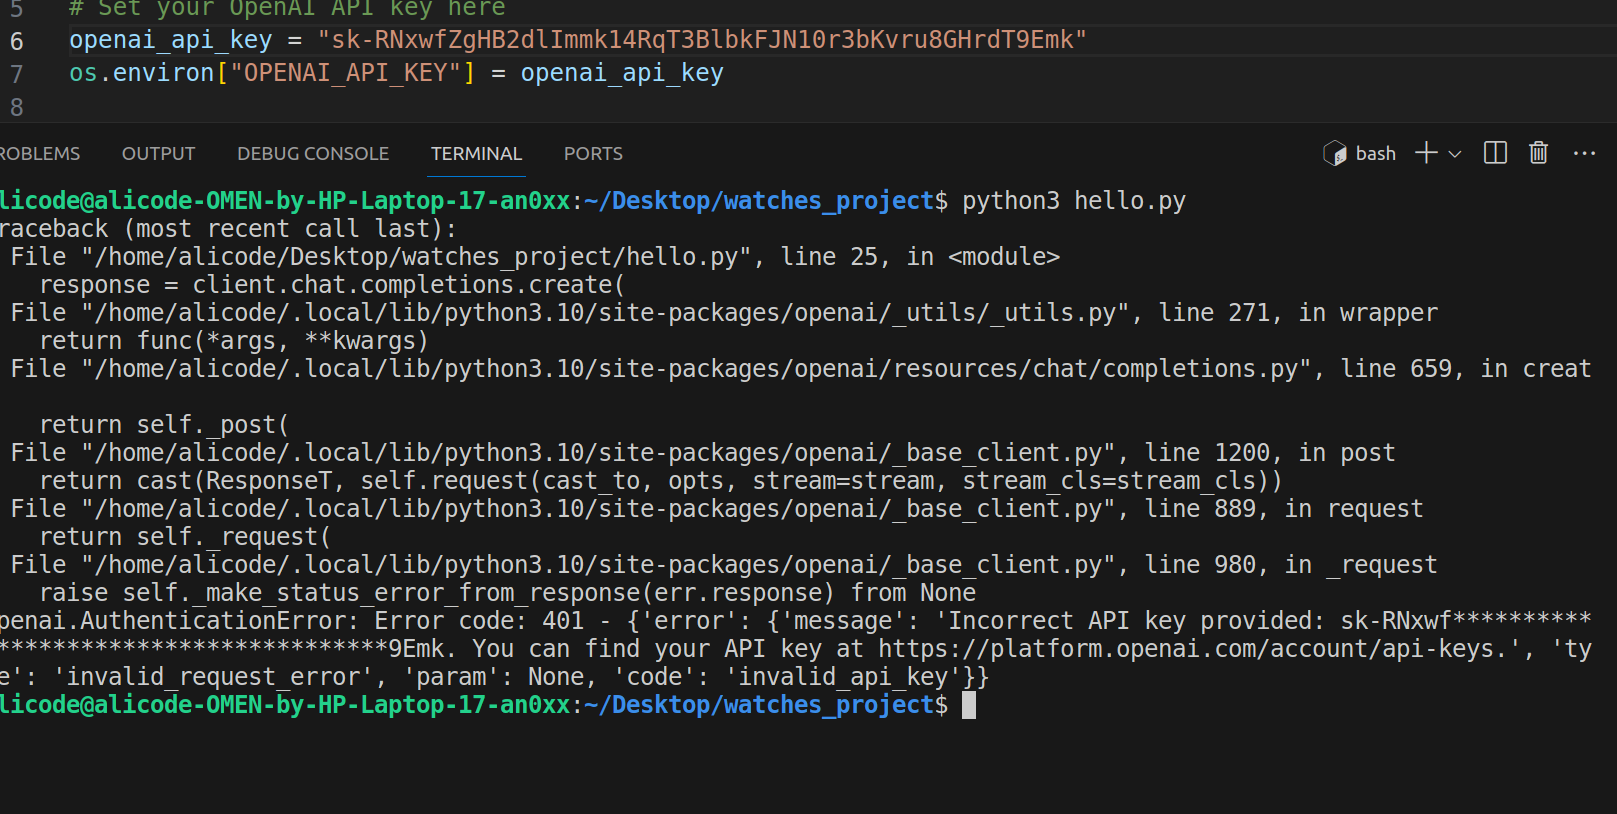 5 # Set your OpenAI API key here
6 openai_api_key = "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"
7 os.environ["OPENAI_API_KEY"] = openai_api_key
8
ROBLEMS OUTPUT DEBUG CONSOLE TERMINAL PORTS bash
licode@alicode-OMEN-by-HP-Laptop-17-an0xx:~/Desktop/watches_project$ python3 hello.py
raceback (most recent call last):
File "/home/alicode/Desktop/watches_project/hello.py", line 25, in <module>
response = client.chat.completions.create(
File "/home/alicode/.local/lib/python3.10/site-packages/openai/_utils/_utils.py", line 271, in wrapper
return func(*args, **kwargs)
File "/home/alicode/.local/lib/python3.10/site-packages/openai/resources/chat/completions.py", line 659, in creat
return self._post(
File "/home/alicode/.local/lib/python3.10/site-packages/openai/_base_client.py", line 1200, in post
return cast(ResponseT, self.request(cast_to, opts, stream=stream, stream_cls=stream_cls))
File "/home/alicode/.local/lib/python3.10/site-packages/openai/_base_client.py", line 889, in request
return self._request(
File "/home/alicode/.local/lib/python3.10/site-packages/openai/_base_client.py", line 980, in _request
raise self._make_status_error_from_response(err.response) from None
penai.AuthenticationError: Error code: 401 - {'error': {'message': 'Incorrect API key provided: sk-RNxwf**********
****************************9Emk. You can find your API key at https://platform.openai.com/account/api-keys.', 'ty
e': 'invalid_request_error', 'param': None, 'code': 'invalid_api_key'}}
licode@alicode-OMEN-by-HP-Laptop-17-an0xx:~/Desktop/watches_project$